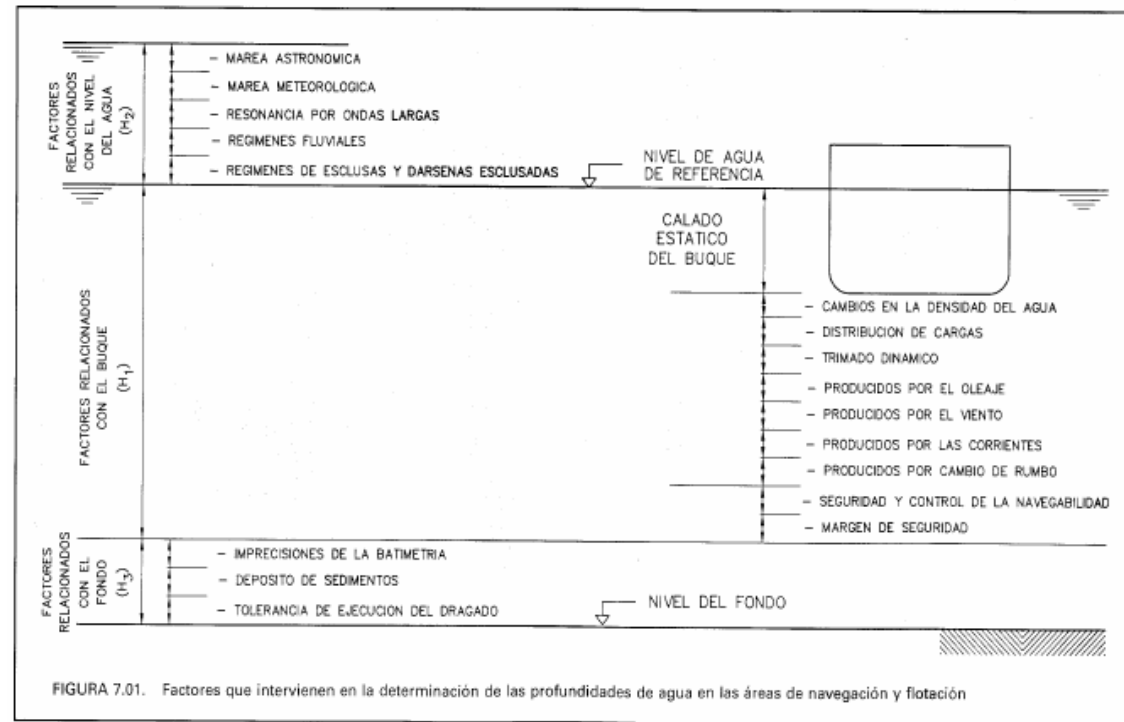 FACTORES
RELACIONADOS
CON EL NIVEL
DEL AGUA
(H2)
- MAREA ASTRONOMICA
- MAREA METEOROLOGICA
- RESONANCIA POR ONDAS LARGAS
- REGIMENES FLUVIALES
- REGIMENES DE ESCLUSAS Y DARSENAS ESCLUSADAS
NIVEL DE AGUA
DE REFERENCIA
FACTORES RELACIONADOS
CON EL BUQUE
(H1)
CALADO
ESTATICO
DEL BUQUE
- CAMBIOS EN LA DENSIDAD DEL AGUA
- DISTRIBUCION DE CARGAS
- TRIMADO DINAMICO
- PRODUCIDOS POR EL OLEAJE
- PRODUCIDOS POR EL VIENTO
- PRODUCIDOS POR LAS CORRIENTES
- PRODUCIDOS POR CAMBIO DE RUMBO
- SEGURIDAD Y CONTROL DE LA NAVEGABILIDAD
- MARGEN DE SEGURIDAD
FACTORES
RELACIONADOS
CON EL
FONDO
(H3)
- IMPRECISIONES DE LA BATIMETRIA
- DEPOSITO DE SEDIMENTOS
- TOLERANCIA DE EJECUCION DEL DRAGADO
NIVEL DEL FONDO
FIGURA 7.01. Factores que intervienen en la determinación de las profundidades de agua en las áreas de navegación y flotación